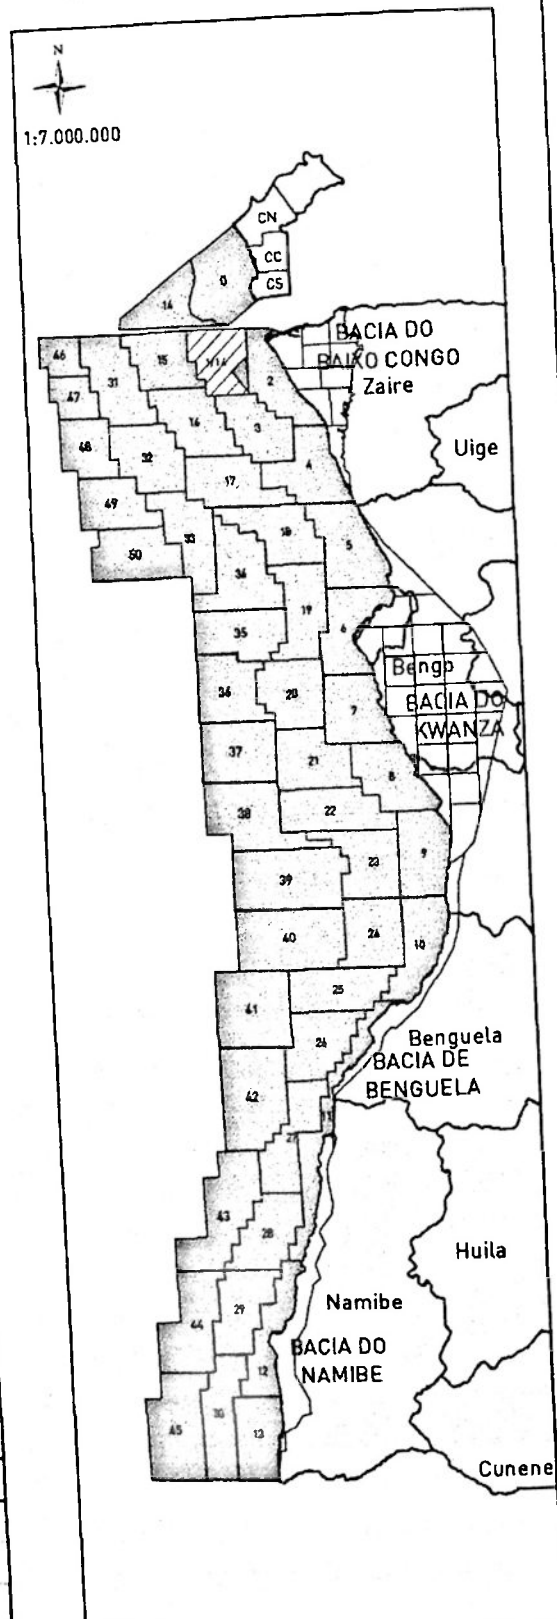 N
1:7.000.000
CN
CC
CS
0
14
BACIA DO
BAIXO CONGO
Zaire
Uige
46
31
15
2
47
16
3
48
32
17
4
49
33
18
5
50
34
19
6
35
36
20
7
Bengo
BACIA DO
KWANZA
37
21
8
38
22
23
9
39
40
24
10
41
25
26
Benguela
BACIA DE
BENGUELA
42
11
27
43
28
Huila
Namibe
44
29
BACIA DO
NAMIBE
12
45
30
13
Cunene